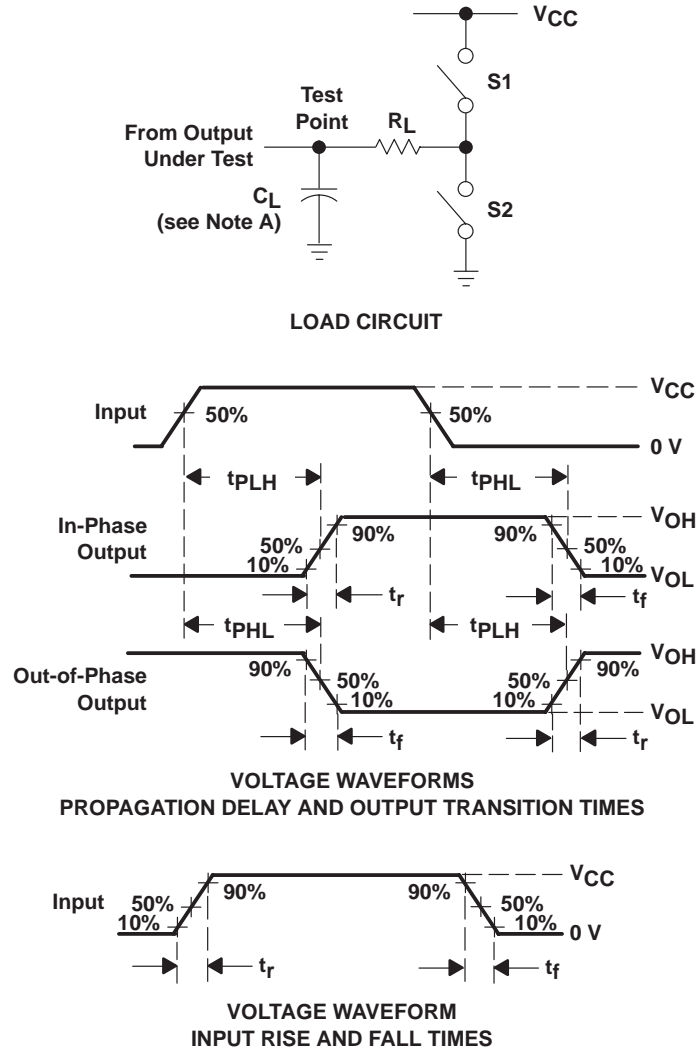 VCC
S1
Test
Point
RL
From Output
Under Test
CL
(see Note A)
S2
LOAD CIRCUIT
VCC
Input
50%
50%
0 V
tPLH
tPHL
In-Phase
Output
VOH
90%
90%
50%
50%
10%
10%
VOL
tr
tf
tPHL
tPLH
Out-of-Phase
Output
VOH
90%
90%
50%
50%
10%
10%
VOL
tf
tr
VOLTAGE WAVEFORMS
PROPAGATION DELAY AND OUTPUT TRANSITION TIMES
VCC
Input
90%
90%
50%
50%
10%
10%
0 V
tr
tf
VOLTAGE WAVEFORM
INPUT RISE AND FALL TIMES